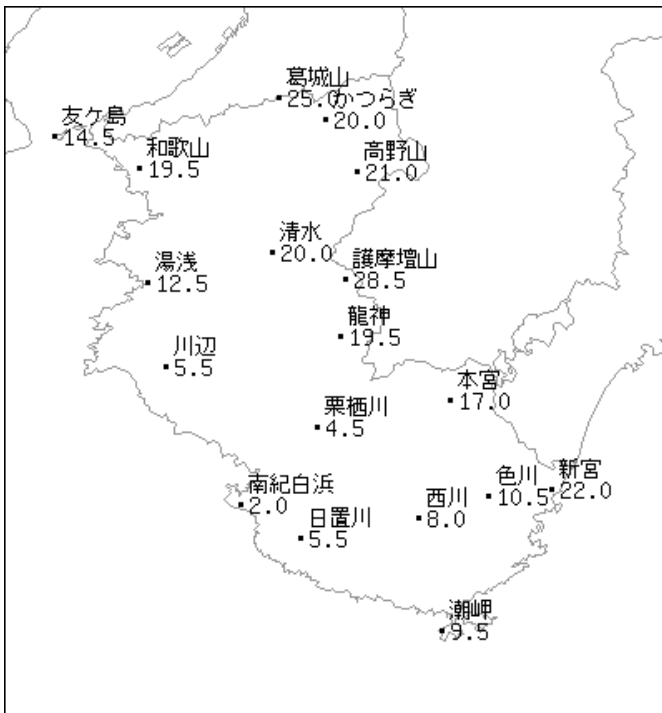 葛城山
25.0
かつらぎ
20.0
友ケ島
14.5
和歌山
19.5
高野山
21.0
清水
20.0
湯浅
12.5
護摩壇山
28.5
龍神
19.5
川辺
5.5
本宮
17.0
栗栖川
4.5
新宮
22.0
色川
10.5
南紀白浜
2.0
西川
8.0
日置川
5.5
潮岬
9.5